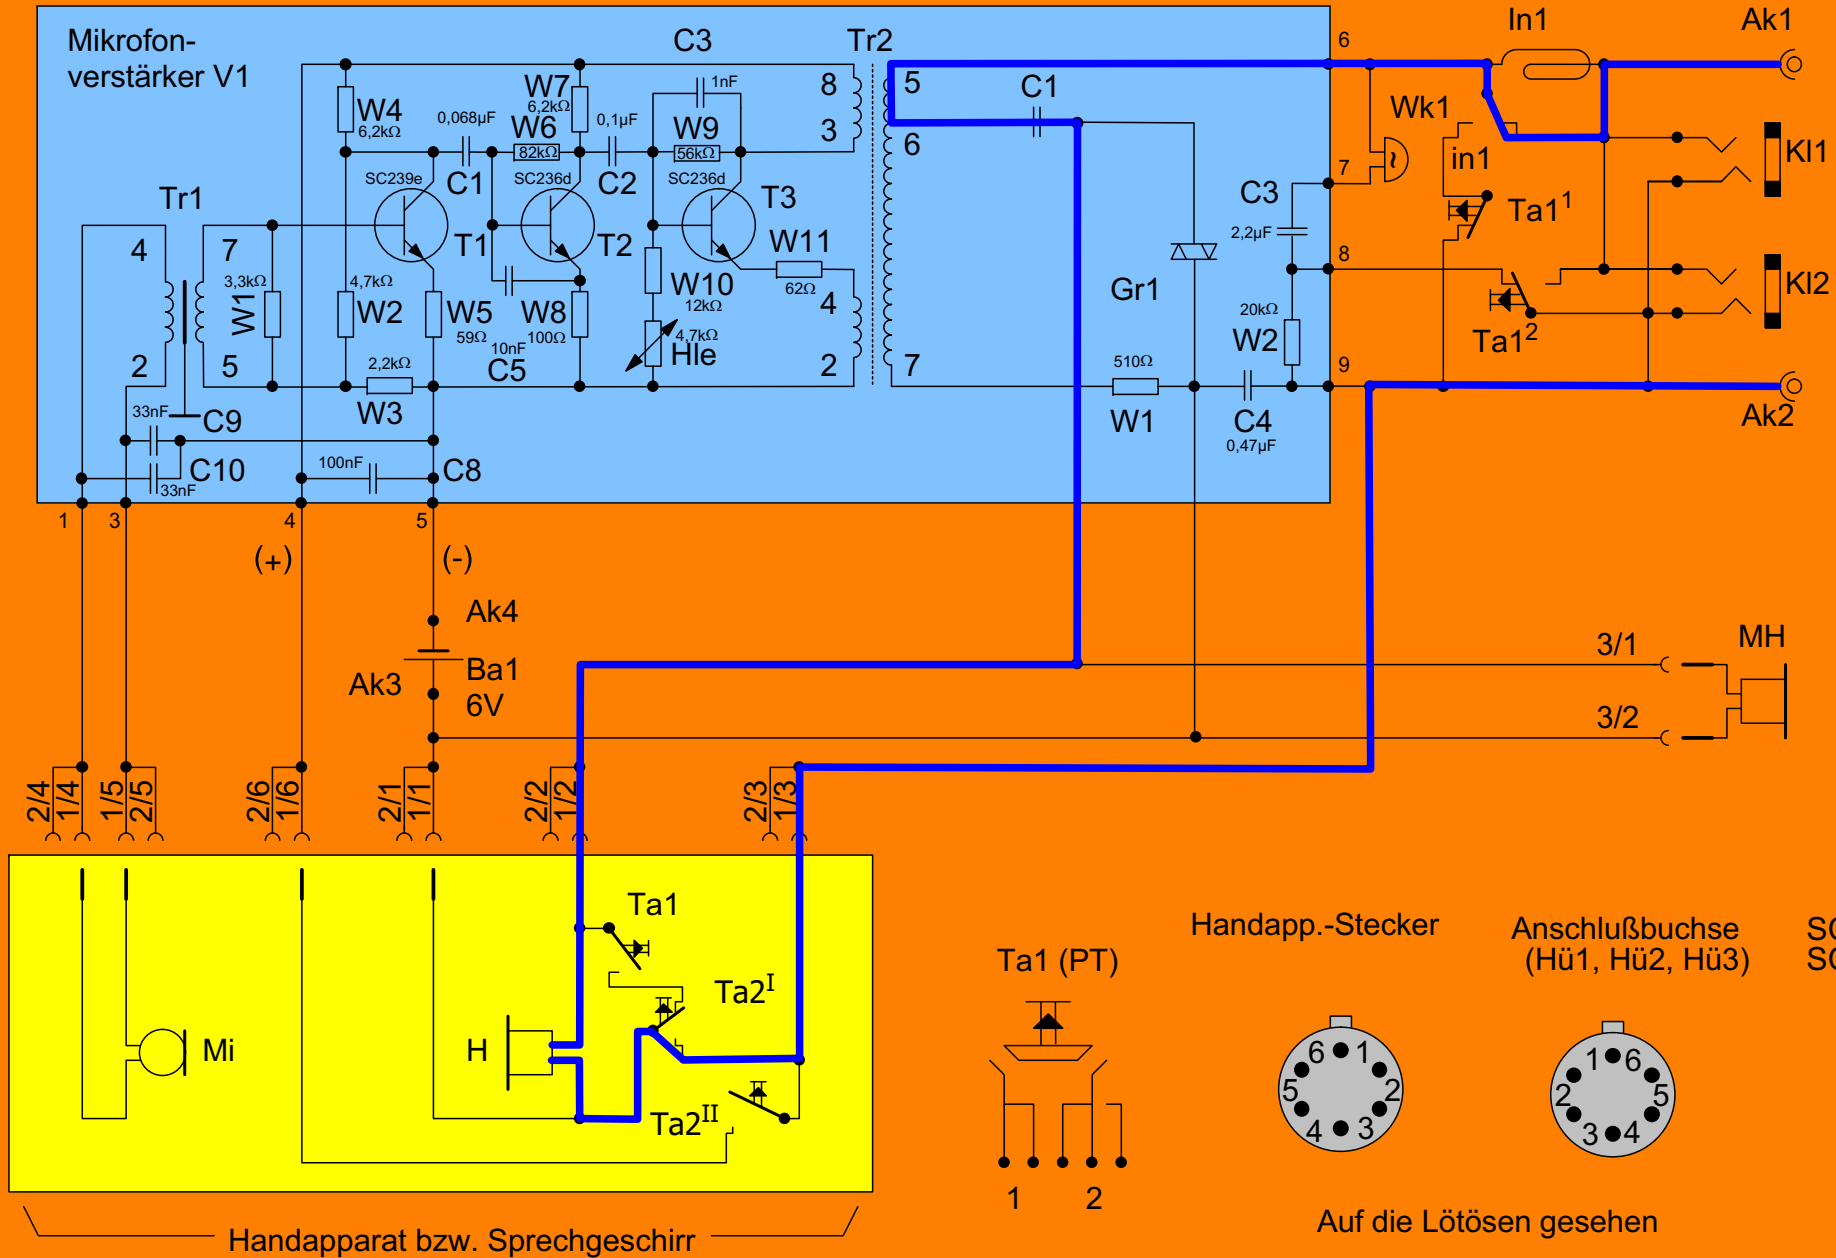 Mikrofon-
verstärker V1
C3
Tr2
6
In1
Ak1
W4
6,2kΩ
W7
6,2kΩ
1nF
8
5
C1
Wk1
0,068µF
W6
82kΩ
0,1µF
W9
56kΩ
3
6
in1
Kl1
SC239e
C1
SC236d
C2
SC236d
7
C3
Tr1
T3
Ta1¹
4
7
T1
T2
W11
2,2µF
8
3,3kΩ
W1
4,7kΩ
W2
W5
59Ω
10nF
C5
W8
100Ω
W10
12kΩ
62Ω
4
Gr1
20kΩ
W2
Kl2
Ta1²
4,7kΩ
Hle
2
5
2,2kΩ
W3
2
7
510Ω
W1
C4
0,47µF
9
Ak2
33nF
C9
C10
33nF
100nF
C8
1
3
4
5
(+)
(-)
Ak4
Ak3
Ba1
6V
3/1
MH
3/2
2/4
1/4
1/5
2/5
2/6
1/6
2/1
1/1
2/2
1/2
2/3
1/3
Ta1
Ta2ᴵ
Mi
H
Ta2ᴵᴵ
Handapparat bzw. Sprechgeschirr
Ta1 (PT)
1
2
Handapp.-Stecker
6
1
5
2
4
3
Anschlußbuchse
(Hü1, Hü2, Hü3)
1
6
2
5
3
4
SC
SC
Auf die Lötösen gesehen